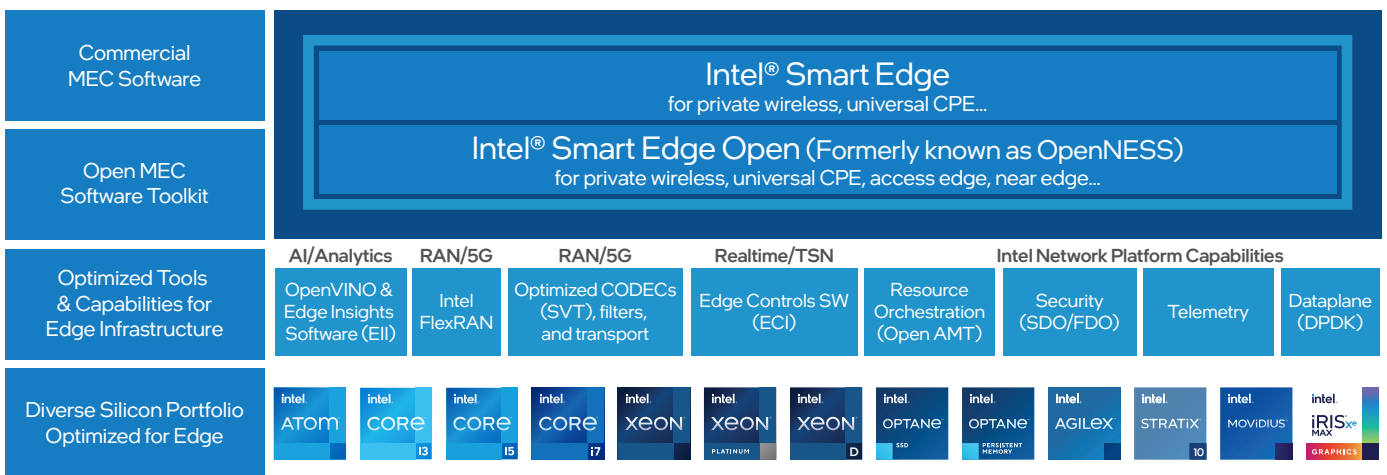 Commercial
MEC Software
Intel® Smart Edge
for private wireless, universal CPE...
Open MEC
Software Toolkit
Intel® Smart Edge Open (Formerly known as OpenNESS)
for private wireless, universal CPE, access edge, near edge...
Optimized Tools
& Capabilities for
Edge Infrastructure
AI/Analytics
OpenVINO &
Edge Insights
Software (EII)
RAN/5G
Intel
FlexRAN
RAN/5G
Optimized CODECs
(SVT), filters,
and transport
Realtime/TSN
Edge Controls SW
(ECI)
Intel Network Platform Capabilities
Resource
Orchestration
(Open AMT)
Security
(SDO/FDO)
Telemetry
Dataplane
(DPDK)
Diverse Silicon Portfolio
Optimized for Edge
intel.
ATOM
intel.
CORE
i3
intel.
CORE
i5
intel.
CORE
i7
intel.
XEON
intel.
XEON
PLATINUM
intel.
XEON
D
intel.
OPTANE
SSD
intel.
OPTANE
PERSISTENT
MEMORY
Intel.
AGILEX
intel.
STRATIX
10
intel.
MOVIDIUS
intel.
iRIS Xe
MAX
GRAPHICS